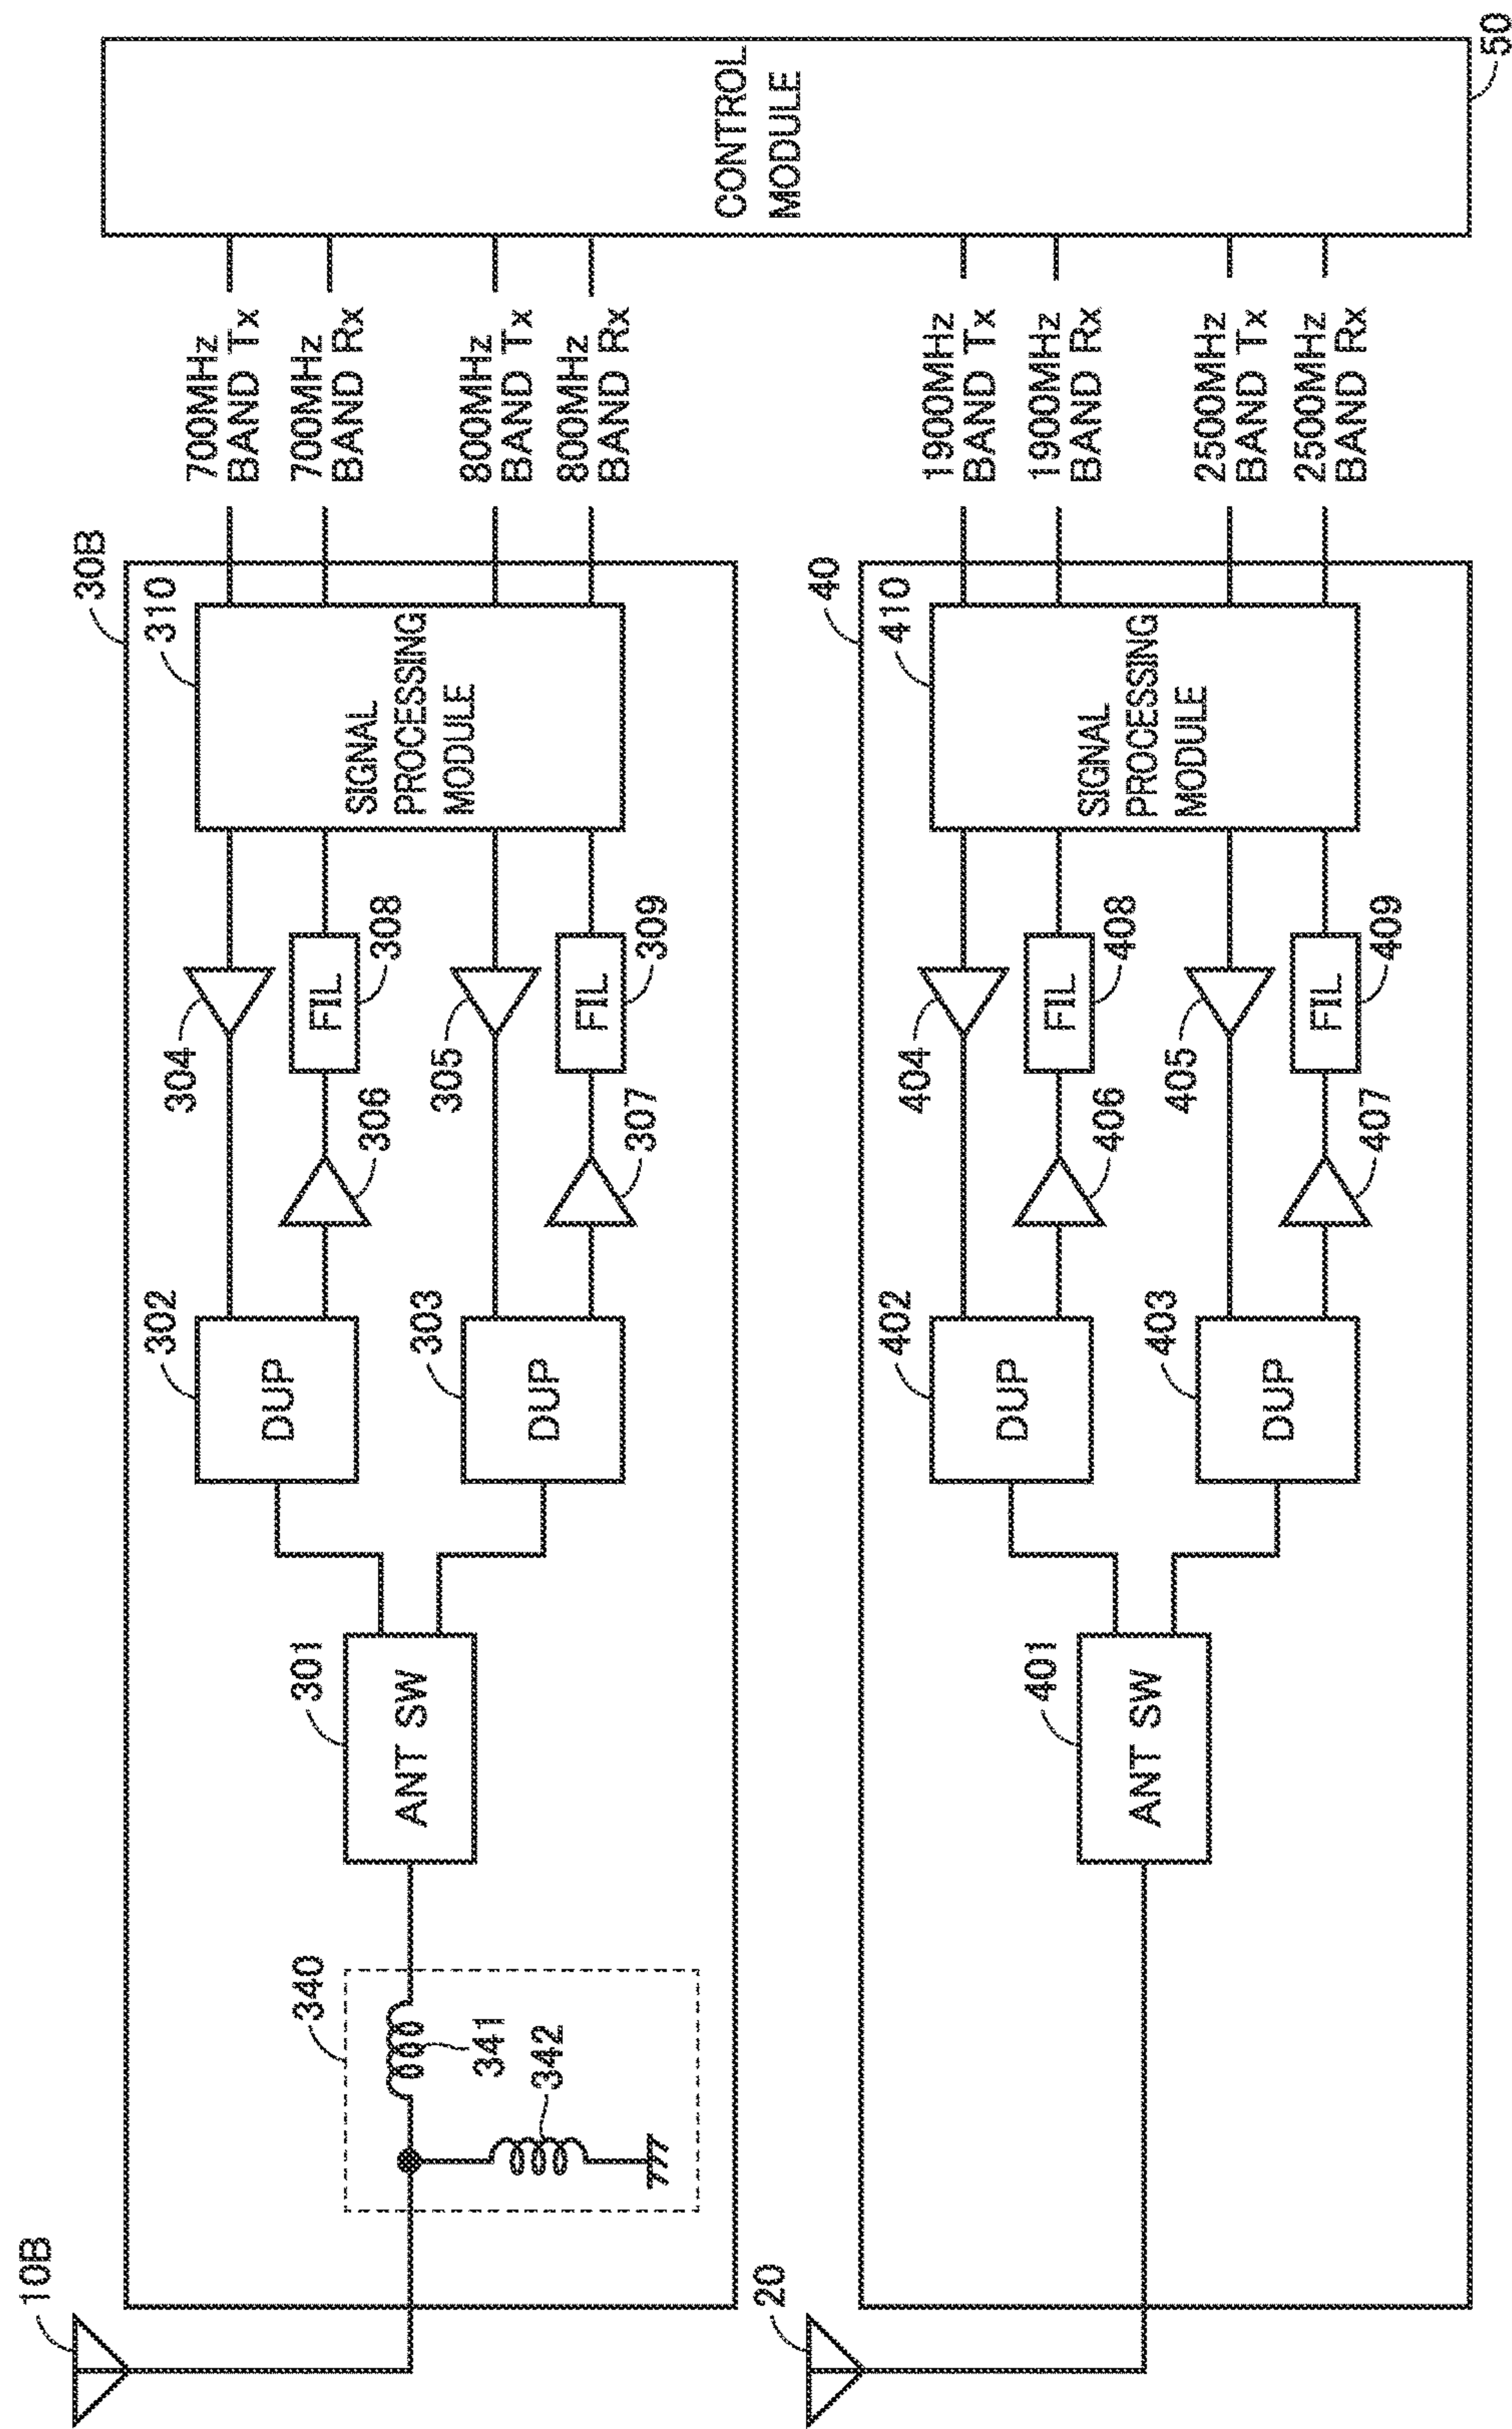 10B
340
341
342
301
ANT SW
302
DUP
303
DUP
304
306
305
307
FIL
308
FIL
309
30B
310
SIGNAL
PROCESSING
MODULE
700MHz
BAND Tx
700MHz
BAND Rx
800MHz
BAND Tx
800MHz
BAND Rx
20
401
ANT SW
402
DUP
403
DUP
404
406
405
407
FIL
408
FIL
409
40
410
SIGNAL
PROCESSING
MODULE
1900MHz
BAND Tx
1900MHz
BAND Rx
2500MHz
BAND Tx
2500MHz
BAND Rx
CONTROL
MODULE
50